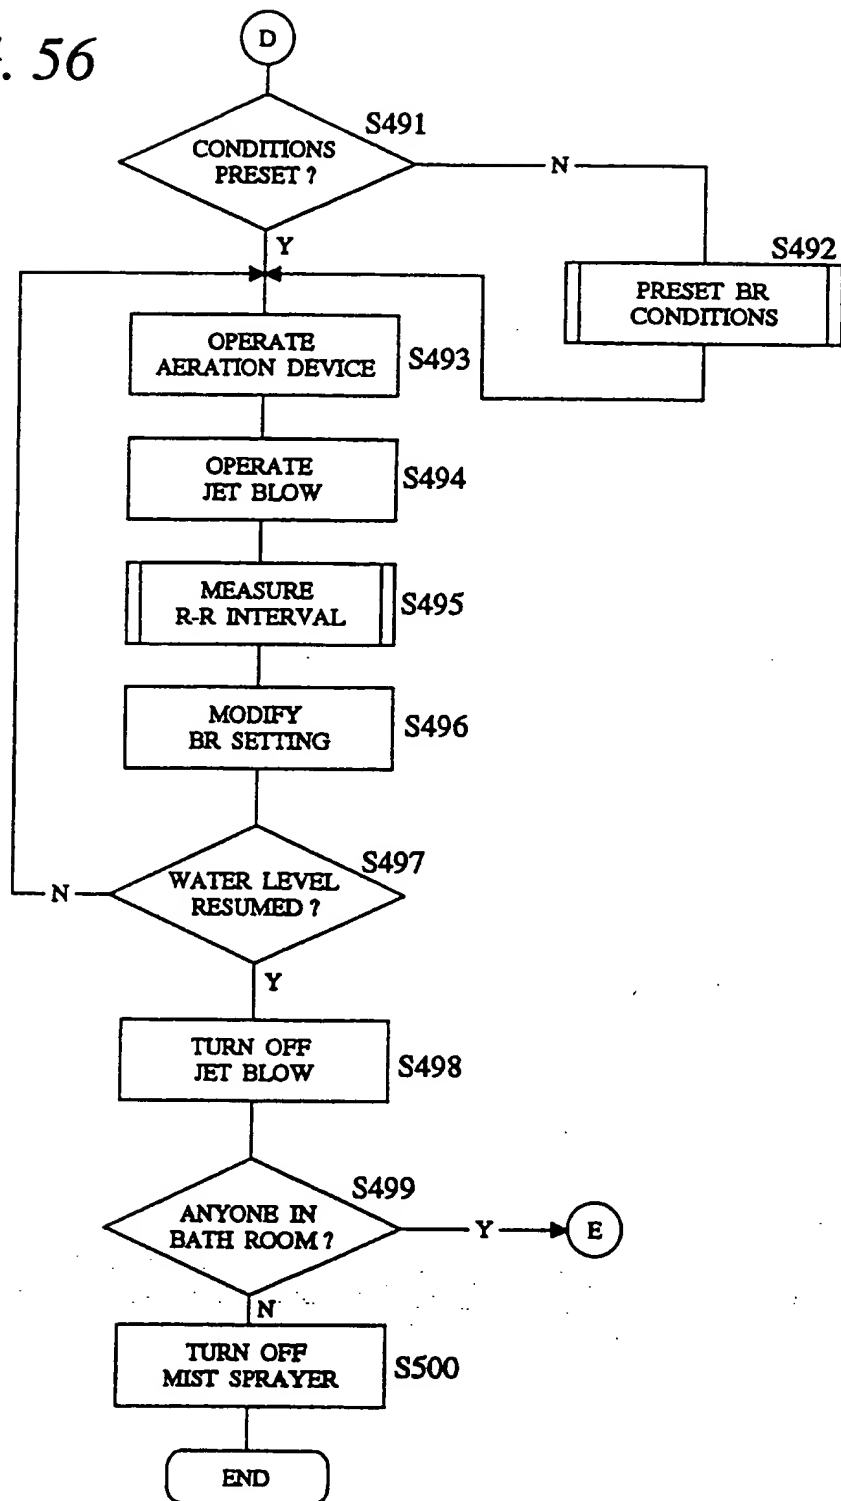 . 56
D
S491
CONDITIONS
PRESET ?
N
Y
S492
PRESET BR
CONDITIONS
OPERATE
AERATION DEVICE
S493
OPERATE
JET BLOW
S494
MEASURE
R-R INTERVAL
S495
MODIFY
BR SETTING
S496
S497
WATER LEVEL
RESUMED ?
N
Y
TURN OFF
JET BLOW
S498
S499
ANYONE IN
BATH ROOM ?
Y
E
N
TURN OFF
MIST SPRAYER
S500
END